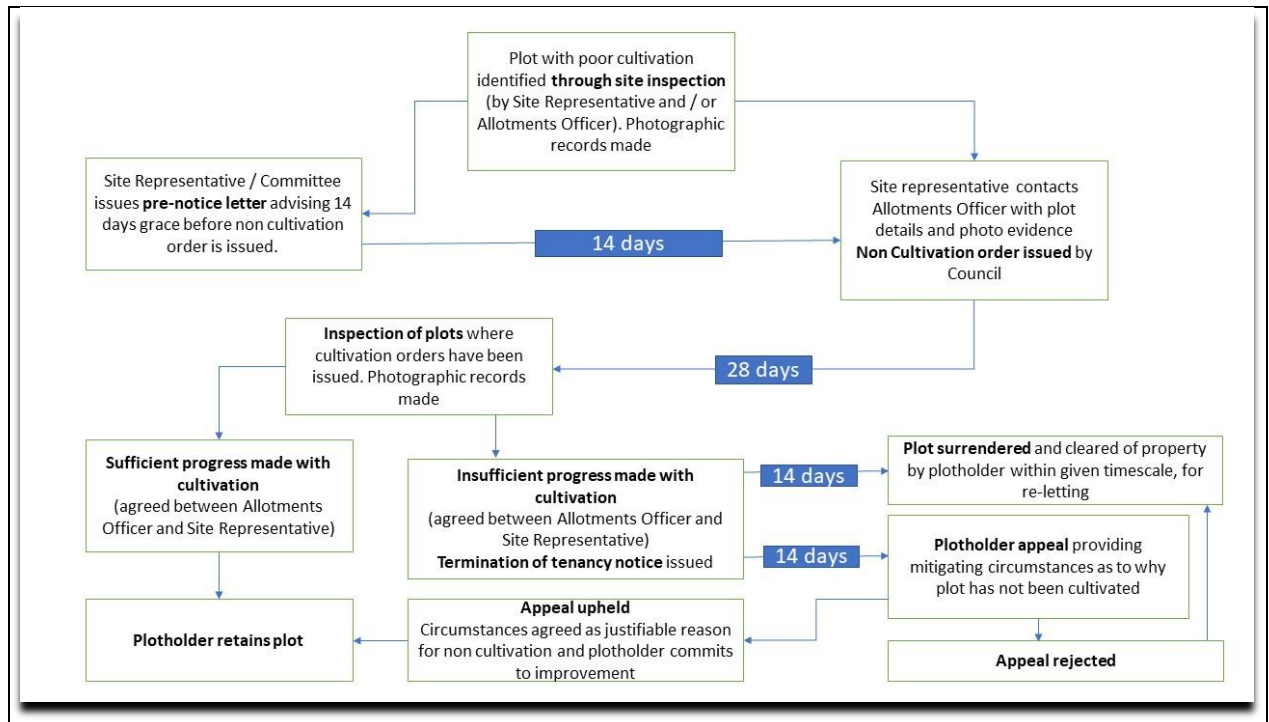 Plot with poor cultivation
identified through site inspection
(by Site Representative and / or
Allotments Officer). Photographic
records made
Site Representative / Committee
issues pre-notice letter advising 14
days grace before non cultivation
order is issued.
14 days
Site representative contacts
Allotments Officer with plot
details and photo evidence
Non Cultivation order issued by
Council
Inspection of plots where
cultivation orders have been
issued. Photographic records
made
28 days
Sufficient progress made with
cultivation
(agreed between Allotments
Officer and Site Representative)
Insufficient progress made with
cultivation
(agreed between Allotments Officer and
Site Representative)
Termination of tenancy notice issued
14 days
Plot surrendered and cleared of property
by plotholder within given timescale, for
re-letting
14 days
Plotholder appeal providing
mitigating circumstances as to why
plot has not been cultivated
Plotholder retains plot
Appeal upheld
Circumstances agreed as justifiable reason
for non cultivation and plotholder commits
to improvement
Appeal rejected